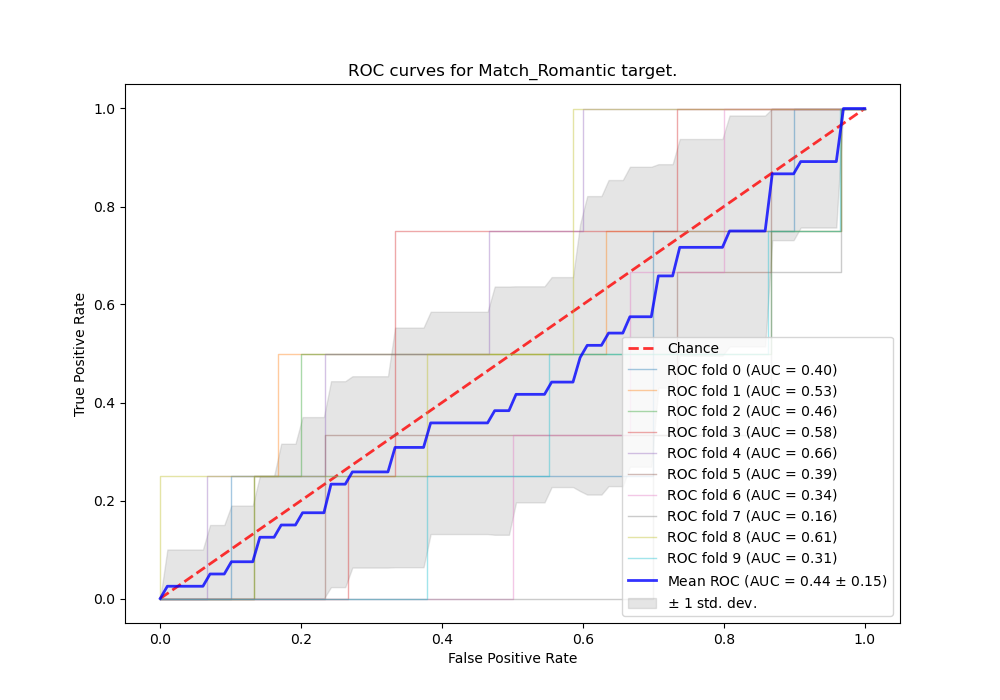 ROC curves for Match_Romantic target.
True Positive Rate
1.0
0.8
0.6
0.4
0.2
0.0
Chance
ROC fold 0 (AUC = 0.40)
ROC fold 1 (AUC = 0.53)
ROC fold 2 (AUC = 0.46)
ROC fold 3 (AUC = 0.58)
ROC fold 4 (AUC = 0.66)
ROC fold 5 (AUC = 0.39)
ROC fold 6 (AUC = 0.34)
ROC fold 7 (AUC = 0.16)
ROC fold 8 (AUC = 0.61)
ROC fold 9 (AUC = 0.31)
Mean ROC (AUC = 0.44 ± 0.15)
± 1 std. dev.
0.0 0.2 0.4 0.6 0.8 1.0
False Positive Rate